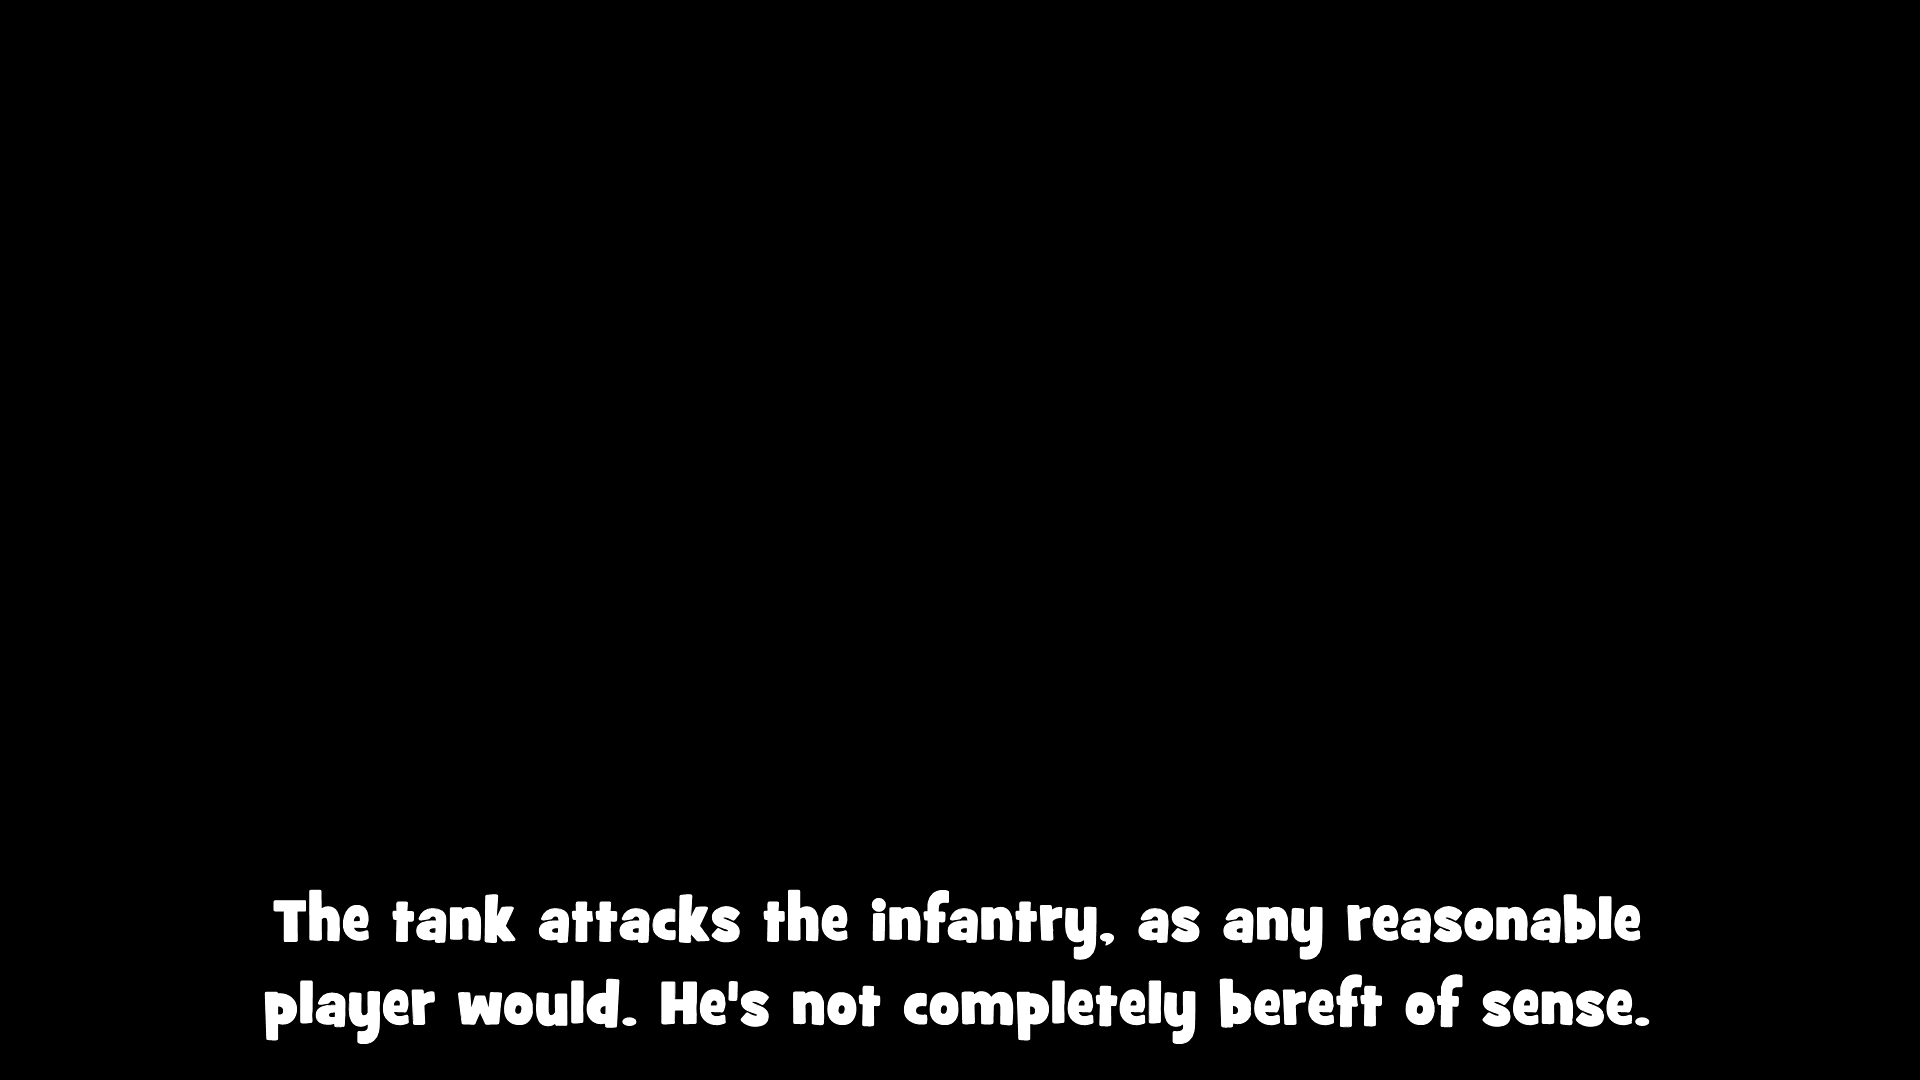 The tank attacks the infantry, as any reasonable
player would. He's not completely bereft of sense.